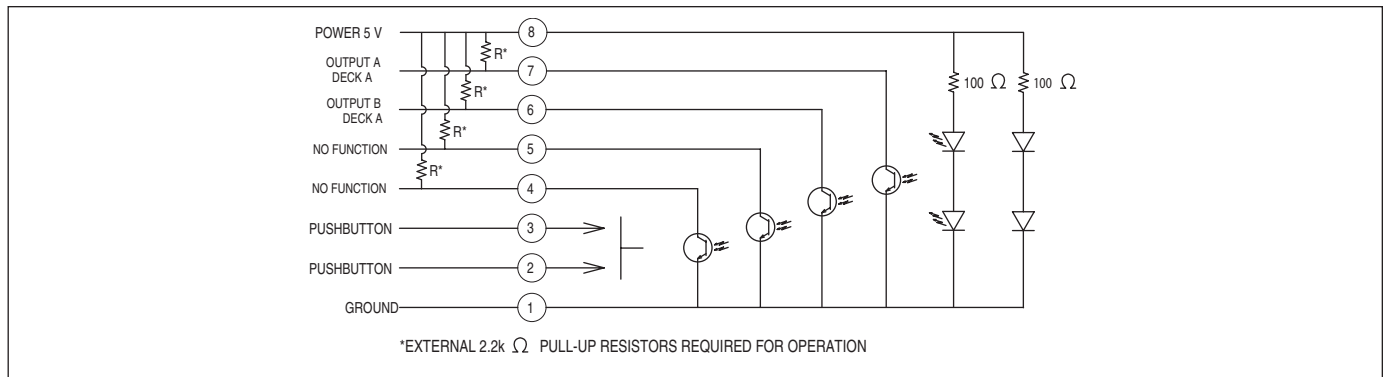 POWER 5 V
8
R*
OUTPUT A
DECK A
7
100 Ω
100 Ω
R*
OUTPUT B
DECK A
6
R*
NO FUNCTION
5
R*
NO FUNCTION
4
PUSHBUTTON
3
PUSHBUTTON
2
GROUND
1
*EXTERNAL 2.2k Ω PULL-UP RESISTORS REQUIRED FOR OPERATION